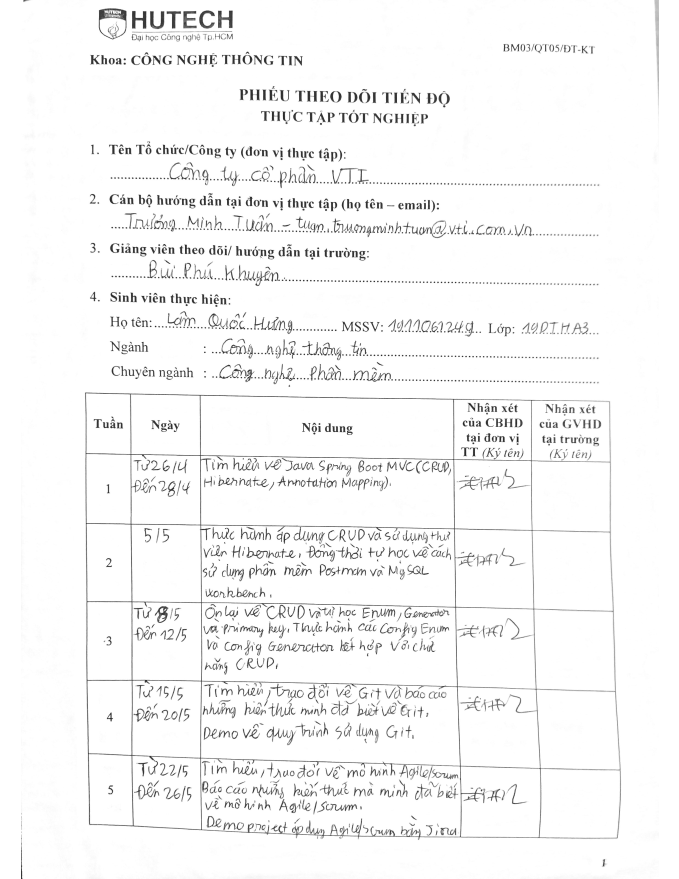 HUTECH
Đại học Công nghệ Tp.HCM
BM03/QT05/ĐT-KT
Khoa: CÔNG NGHỆ THÔNG TIN
PHIẾU THEO DÕI TIẾN ĐỘ
THỰC TẬP TỐT NGHIỆP
1. Tên Tổ chức/Công ty (đơn vị thực tập):
Công ty cổ phần VTI
2. Cán bộ hướng dẫn tại đơn vị thực tập (họ tên – email):
Trương Minh Tuấn – tuan.truongminhtuan@vti.com.vn
3. Giảng viên theo dõi/ hướng dẫn tại trường:
Bùi Phú Khuyên
4. Sinh viên thực hiện:
Họ tên: Lâm Quốc Hưng MSSV: Lớp: 19DTHA3
Ngành : Công nghệ thông tin
Chuyên ngành : Công nghệ phần mềm
Tuần
Ngày
Nội dung
Nhận xét
của CBHD
tại đơn vị
TT (Ký tên)
Nhận xét
của GVHD
tại trường
(Ký tên)
1
Từ 26/4
Đến 28/4
Tìm hiểu về Java Spring Boot MVC (CRUD,
Hibernate, Annotation Mapping).
2
5/5
Thực hành áp dụng CRUD và sử dụng thư
viện Hibernate. Đồng thời tự học về cách
sử dụng phần mềm Postman và MySQL
workbench.
3
Từ 8/5
Đến 12/5
Ôn lại về CRUD và tự học Enum, Generator
và primary key. Thực hành các Config Enum
và Config Generator kết hợp với chức
năng CRUD.
4
Từ 15/5
Đến 20/5
Tìm hiểu, trao đổi về Git và báo cáo
những kiến thức mình đã biết về Git.
Demo về quy trình sử dụng Git.
5
Từ 22/5
Đến 26/5
Tìm hiểu, trao đổi về mô hình Agile/scrum
Báo cáo những kiến thức mà mình đã biết
về mô hình Agile/scrum.
Demo project áp dụng Agile/scrum bằng Jira
1